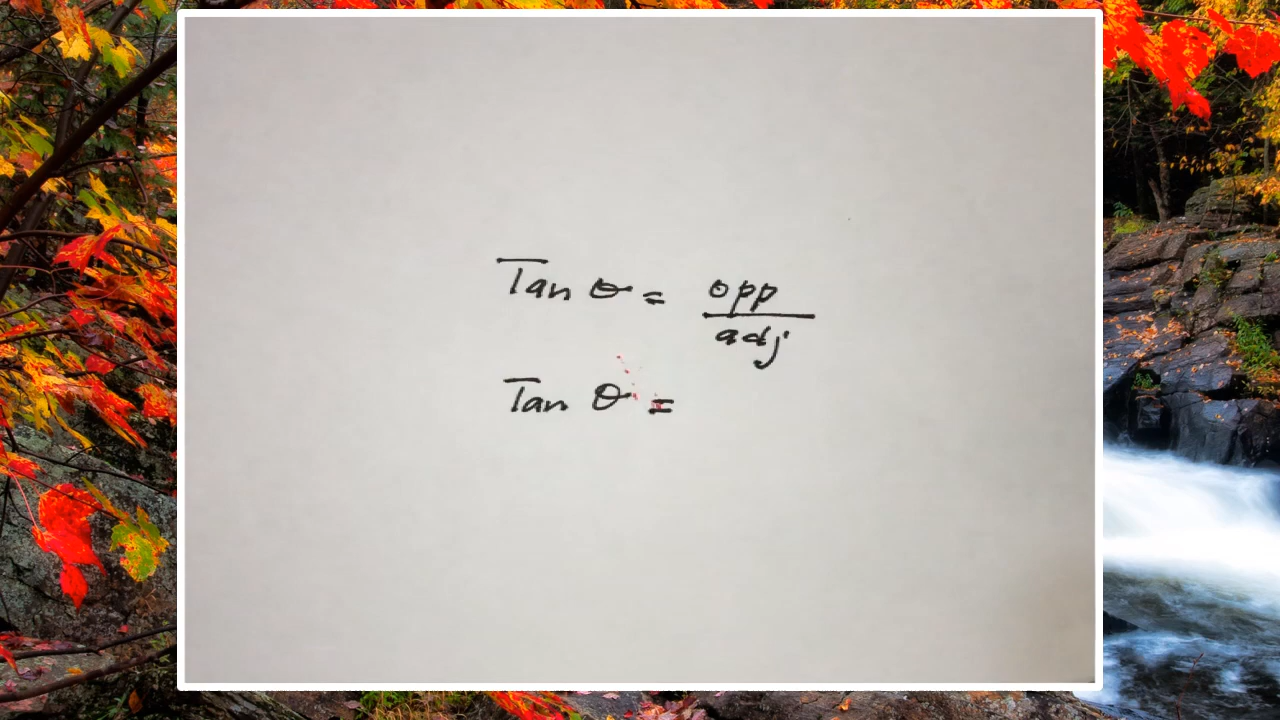 Tan θ = opp
adj
Tan θ =